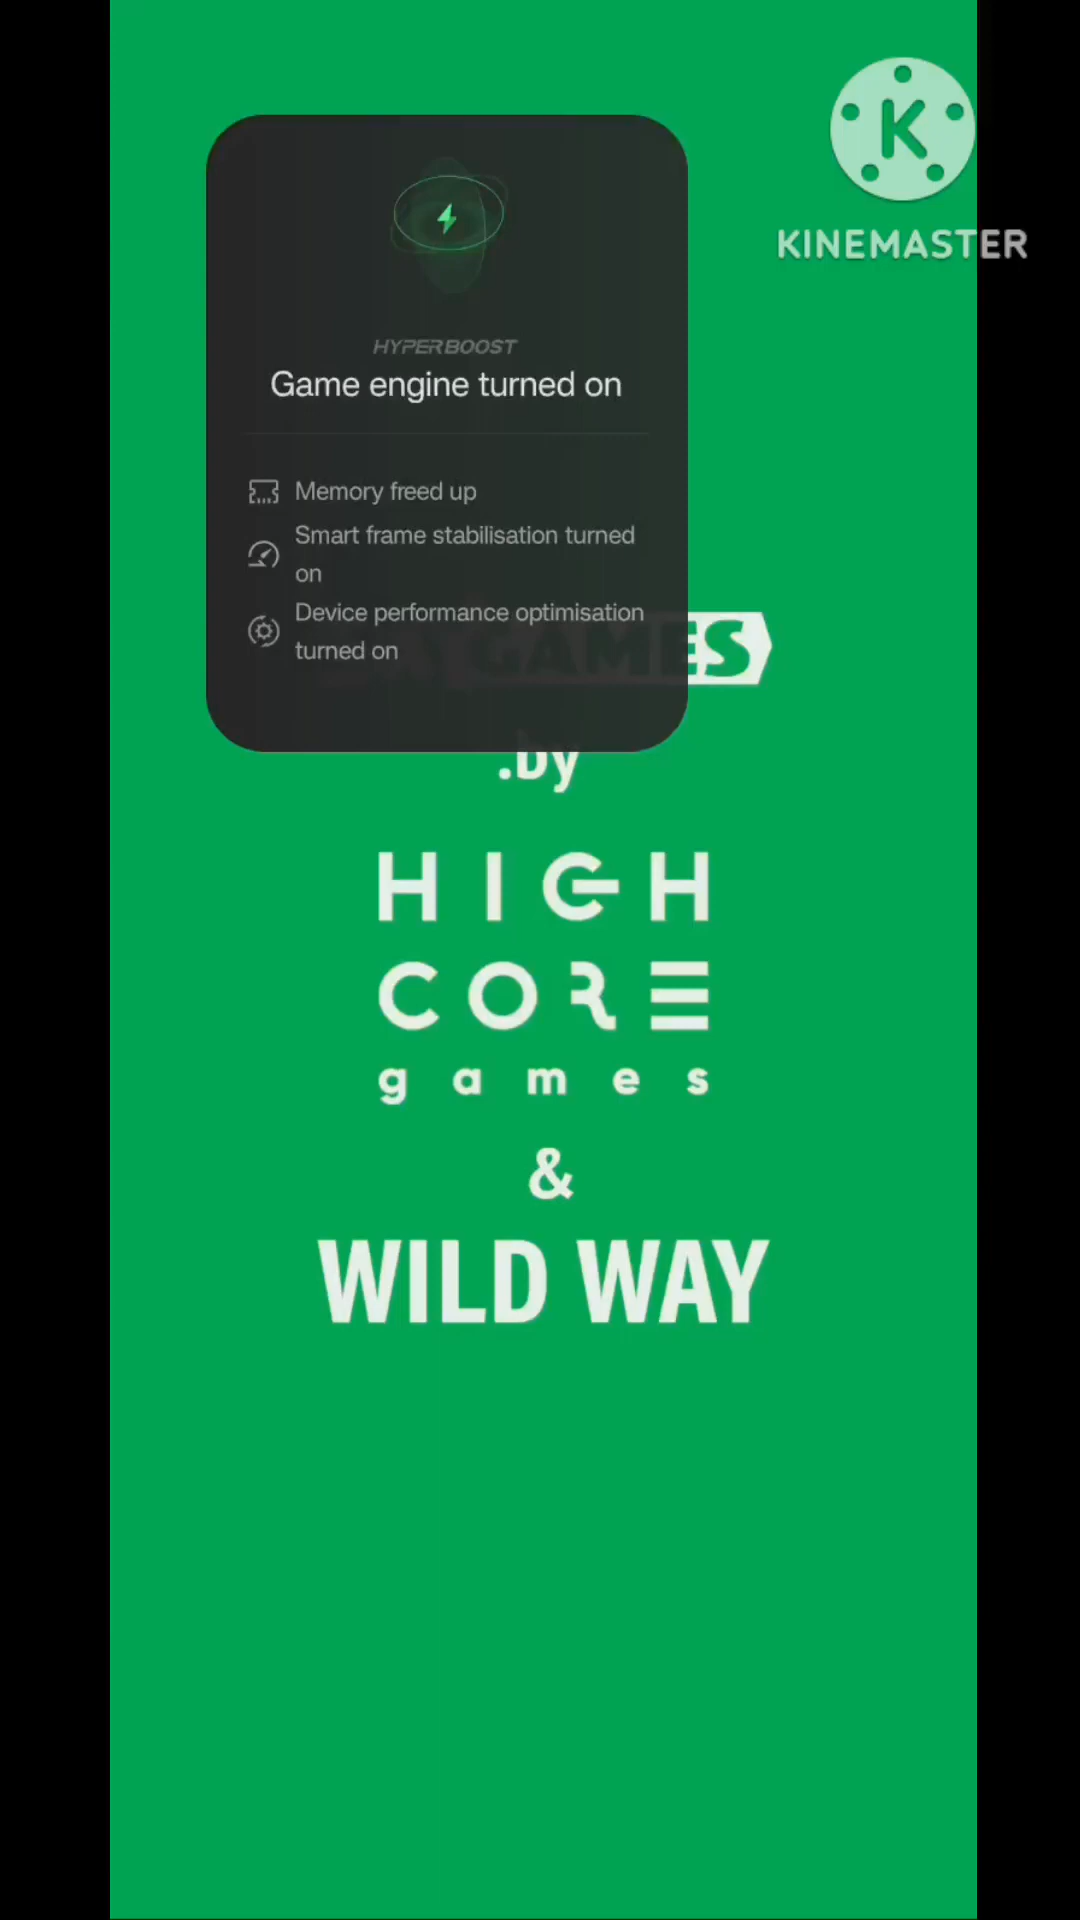 K
KINEMASTER
HYPERBOOST
Game engine turned on
Memory freed up
Smart frame stabilisation turned
on
Device performance optimisation
turned on
GAMES
.by
HIGH
CORE
games
&
WILD WAY